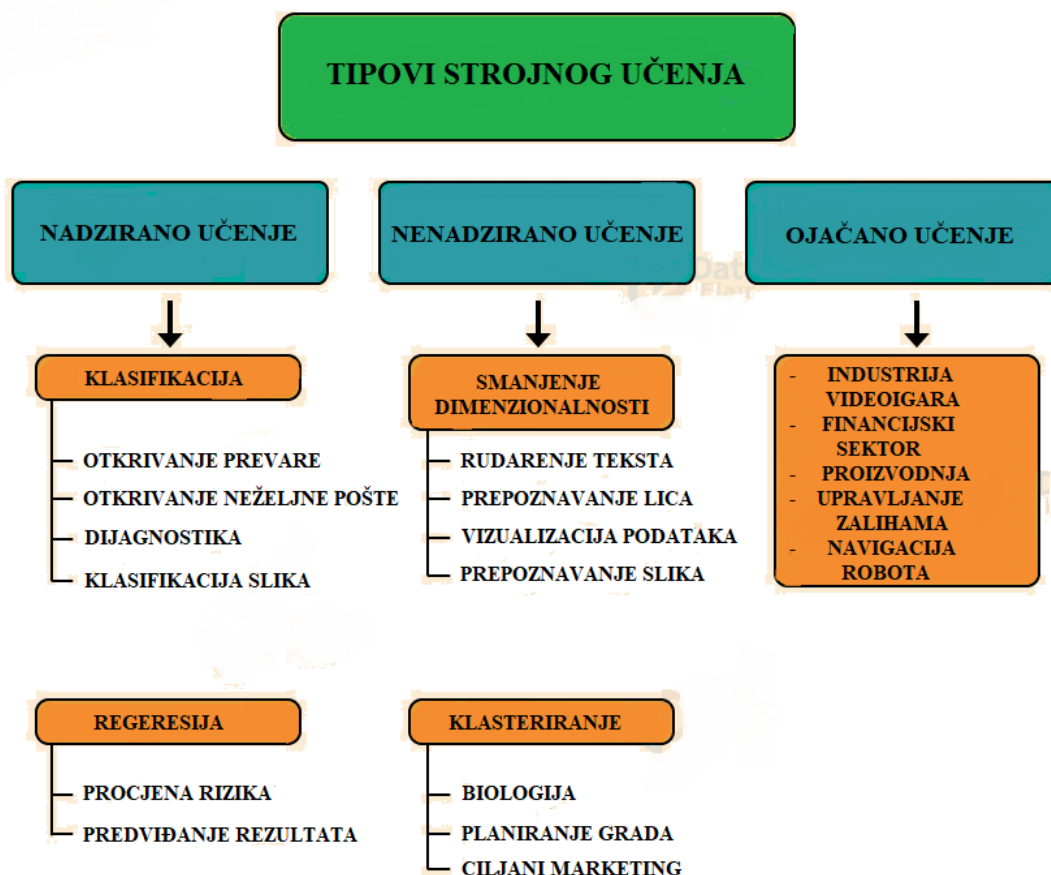 TIPOVI STROJNOG UČENJA
NADZIRANO UČENJE
NENADZIRANO UČENJE
OJAČANO UČENJE
KLASIFIKACIJA
OTKRIVANJE PREVARE
OTKRIVANJE NEŽELJNE POŠTE
DIJAGNOSTIKA
KLASIFIKACIJA SLIKA
SMANJENJE
DIMENZIONALNOSTI
RUDARENJE TEKSTA
PREPOZNAVANJE LICA
VIZUALIZACIJA PODATAKA
PREPOZNAVANJE SLIKA
- INDUSTRIJA
VIDEOIGARA
- FINANCIJSKI
SEKTOR
- PROIZVODNJA
- UPRAVLJANJE
ZALIHAMA
- NAVIGACIJA
ROBOTA
REGERESIJA
PROCJENA RIZIKA
PREDVIĐANJE REZULTATA
KLASTERIRANJE
BIOLOGIJA
PLANIRANJE GRADA
CILJANI MARKETING